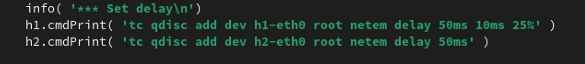 info( '*** Set delay\n')
h1.cmdPrint( 'tc qdisc add dev h1-eth0 root netem delay 50ms 10ms 25%' )
h2.cmdPrint( 'tc qdisc add dev h2-eth0 root netem delay 50ms' )